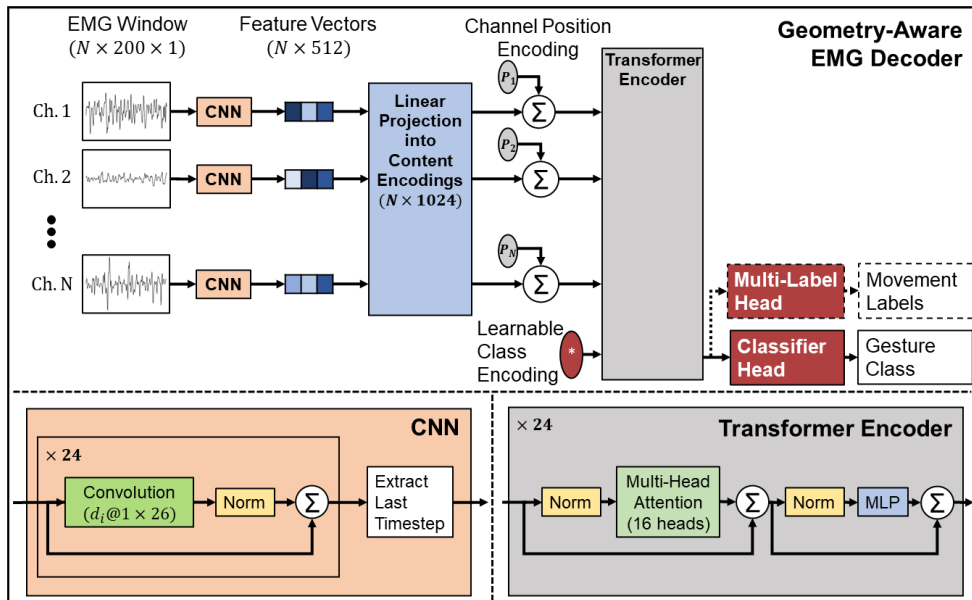 EMG Window
(N × 200 × 1)
Feature Vectors
(N × 512)
Channel Position
Encoding
Geometry-Aware
EMG Decoder
Transformer
Encoder
Ch. 1
CNN
P1
Σ
Linear
Projection
into
Content
Encodings
(N × 1024)
Ch. 2
CNN
P2
Σ
Ch. N
CNN
PN
Σ
Learnable
Class
Encoding
*
Multi-Label
Head
Movement
Labels
Classifier
Head
Gesture
Class
CNN
× 24
Convolution
(di@1 × 26)
Norm
Σ
Extract
Last
Timestep
× 24
Transformer Encoder
Norm
Multi-Head
Attention
(16 heads)
Σ
Norm
MLP
Σ